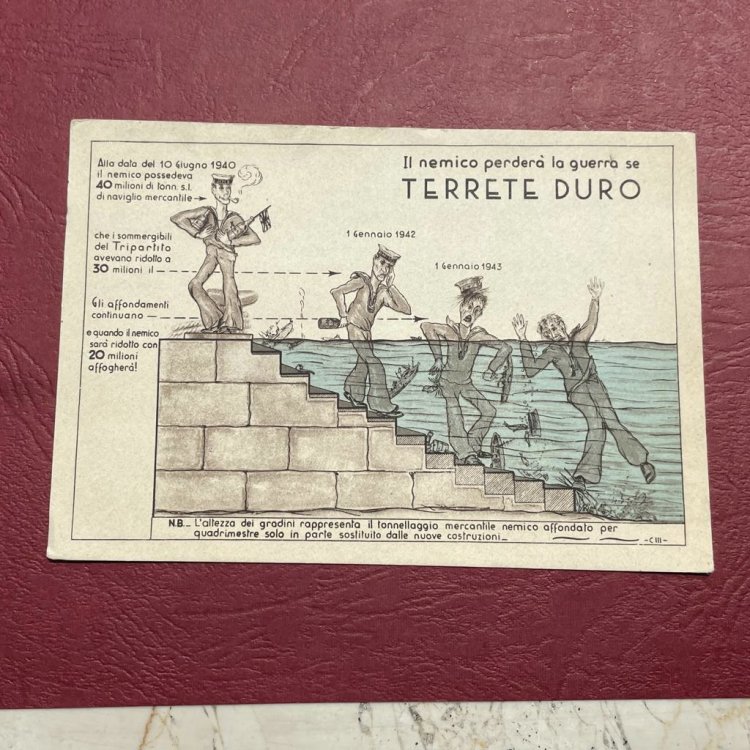 Alla data del 10 Giugno 1940
il nemico possedeva
40 milioni di tonn. s.l.
di naviglio mercantile
che i sommergibili
del Tripartito
avevano ridotto a
30 milioni il
Gli affondamenti
continuano
e quando il nemico
sarà ridotto con
20 milioni
affogherà!
Il nemico perderà la guerra se
TERRETE DURO
1 Gennaio 1942
1 Gennaio 1943
N.B._ L'altezza dei gradini rappresenta il tonnellaggio mercantile nemico affondato per
quadrimestre solo in parte sostituito dalle nuove costruzioni_
-C III-